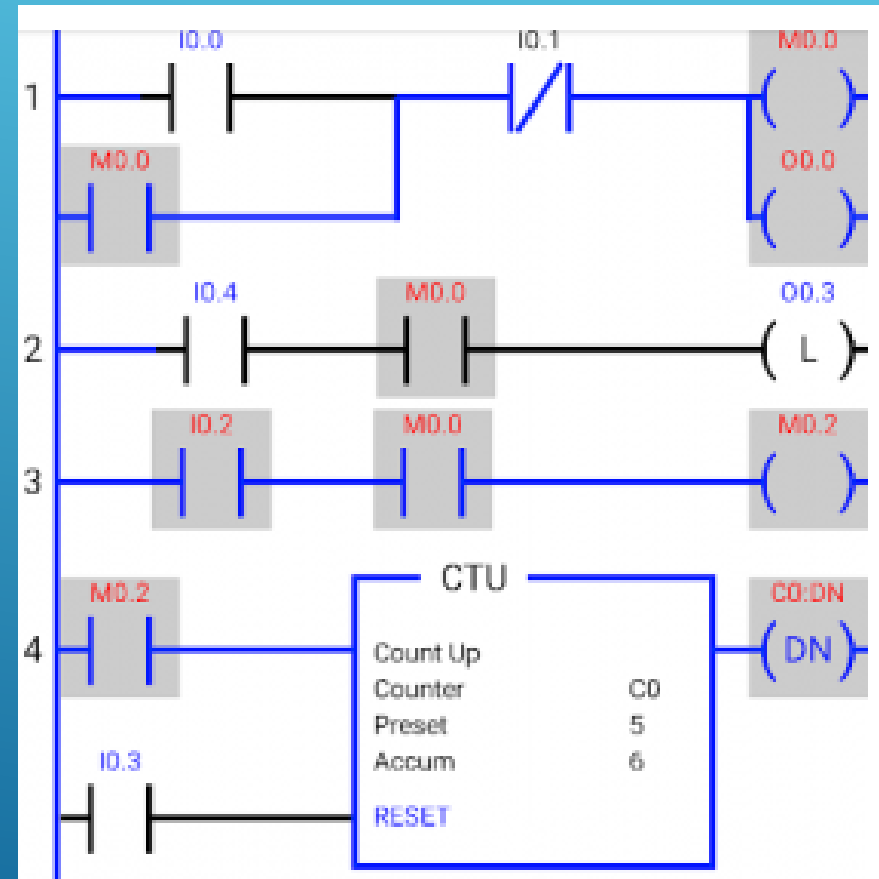 I0.0 I0.1 M0.0
1
M0.0 O0.0
I0.4 M0.0 O0.3
2 L
I0.2 M0.0 M0.2
3
CTU
M0.2 C0:DN
4 DN
Count Up
Counter C0
Preset 5
Accum 6
I0.3
RESET